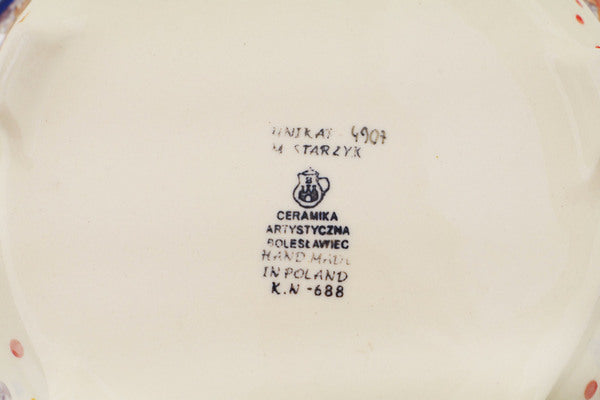 UNIKAT 4907
M STARZYK
CERAMIKA
ARTYSTYCZNA
BOLESŁAWIEC
HAND MADE
IN POLAND
K.N -688